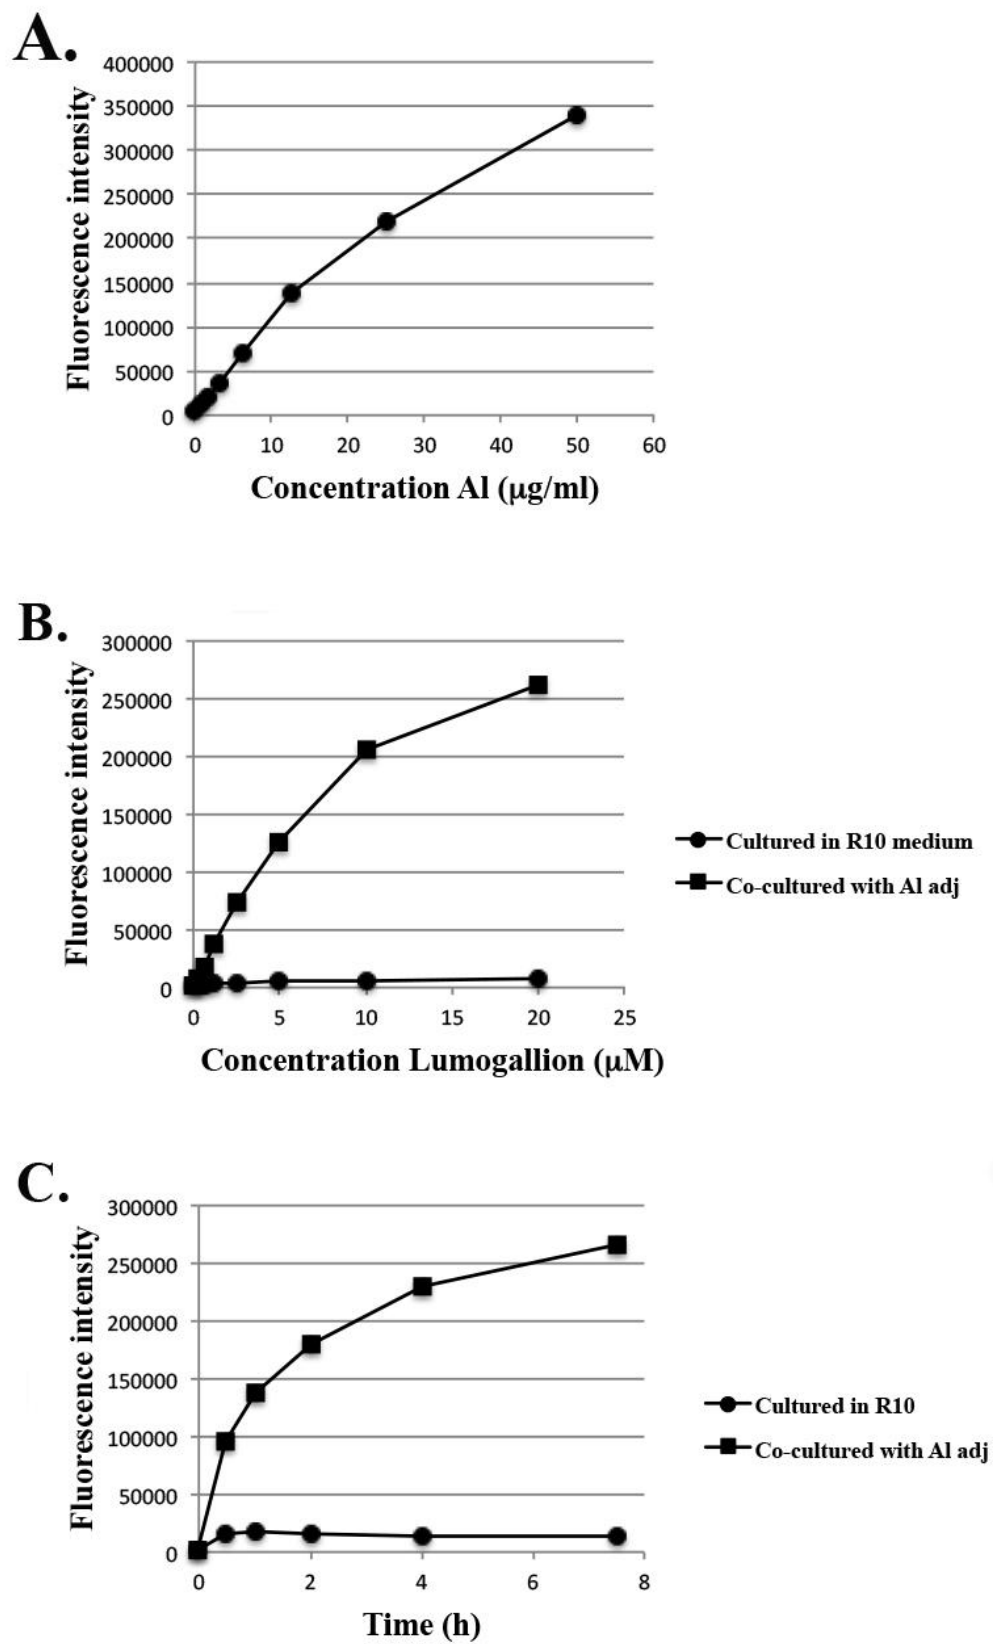 A.
Fluorescence intensity
400000
350000
300000
250000
200000
150000
100000
50000
0
0 10 20 30 40 50 60
Concentration Al (µg/ml)
B.
Fluorescence intensity
300000
250000
200000
150000
100000
50000
0
0 5 10 15 20 25
Concentration Lumogallion (µM)
Cultured in R10 medium
Co-cultured with Al adj
C.
Fluorescence intensity
300000
250000
200000
150000
100000
50000
0
0 2 4 6 8
Time (h)
Cultured in R10
Co-cultured with Al adj